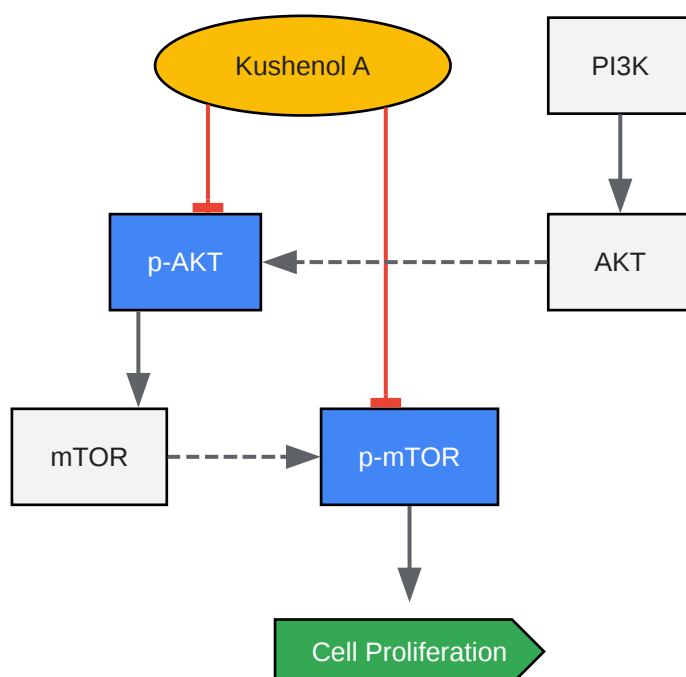 Kushenol A
PI3K
p-AKT
AKT
mTOR
p-mTOR
Cell Proliferation